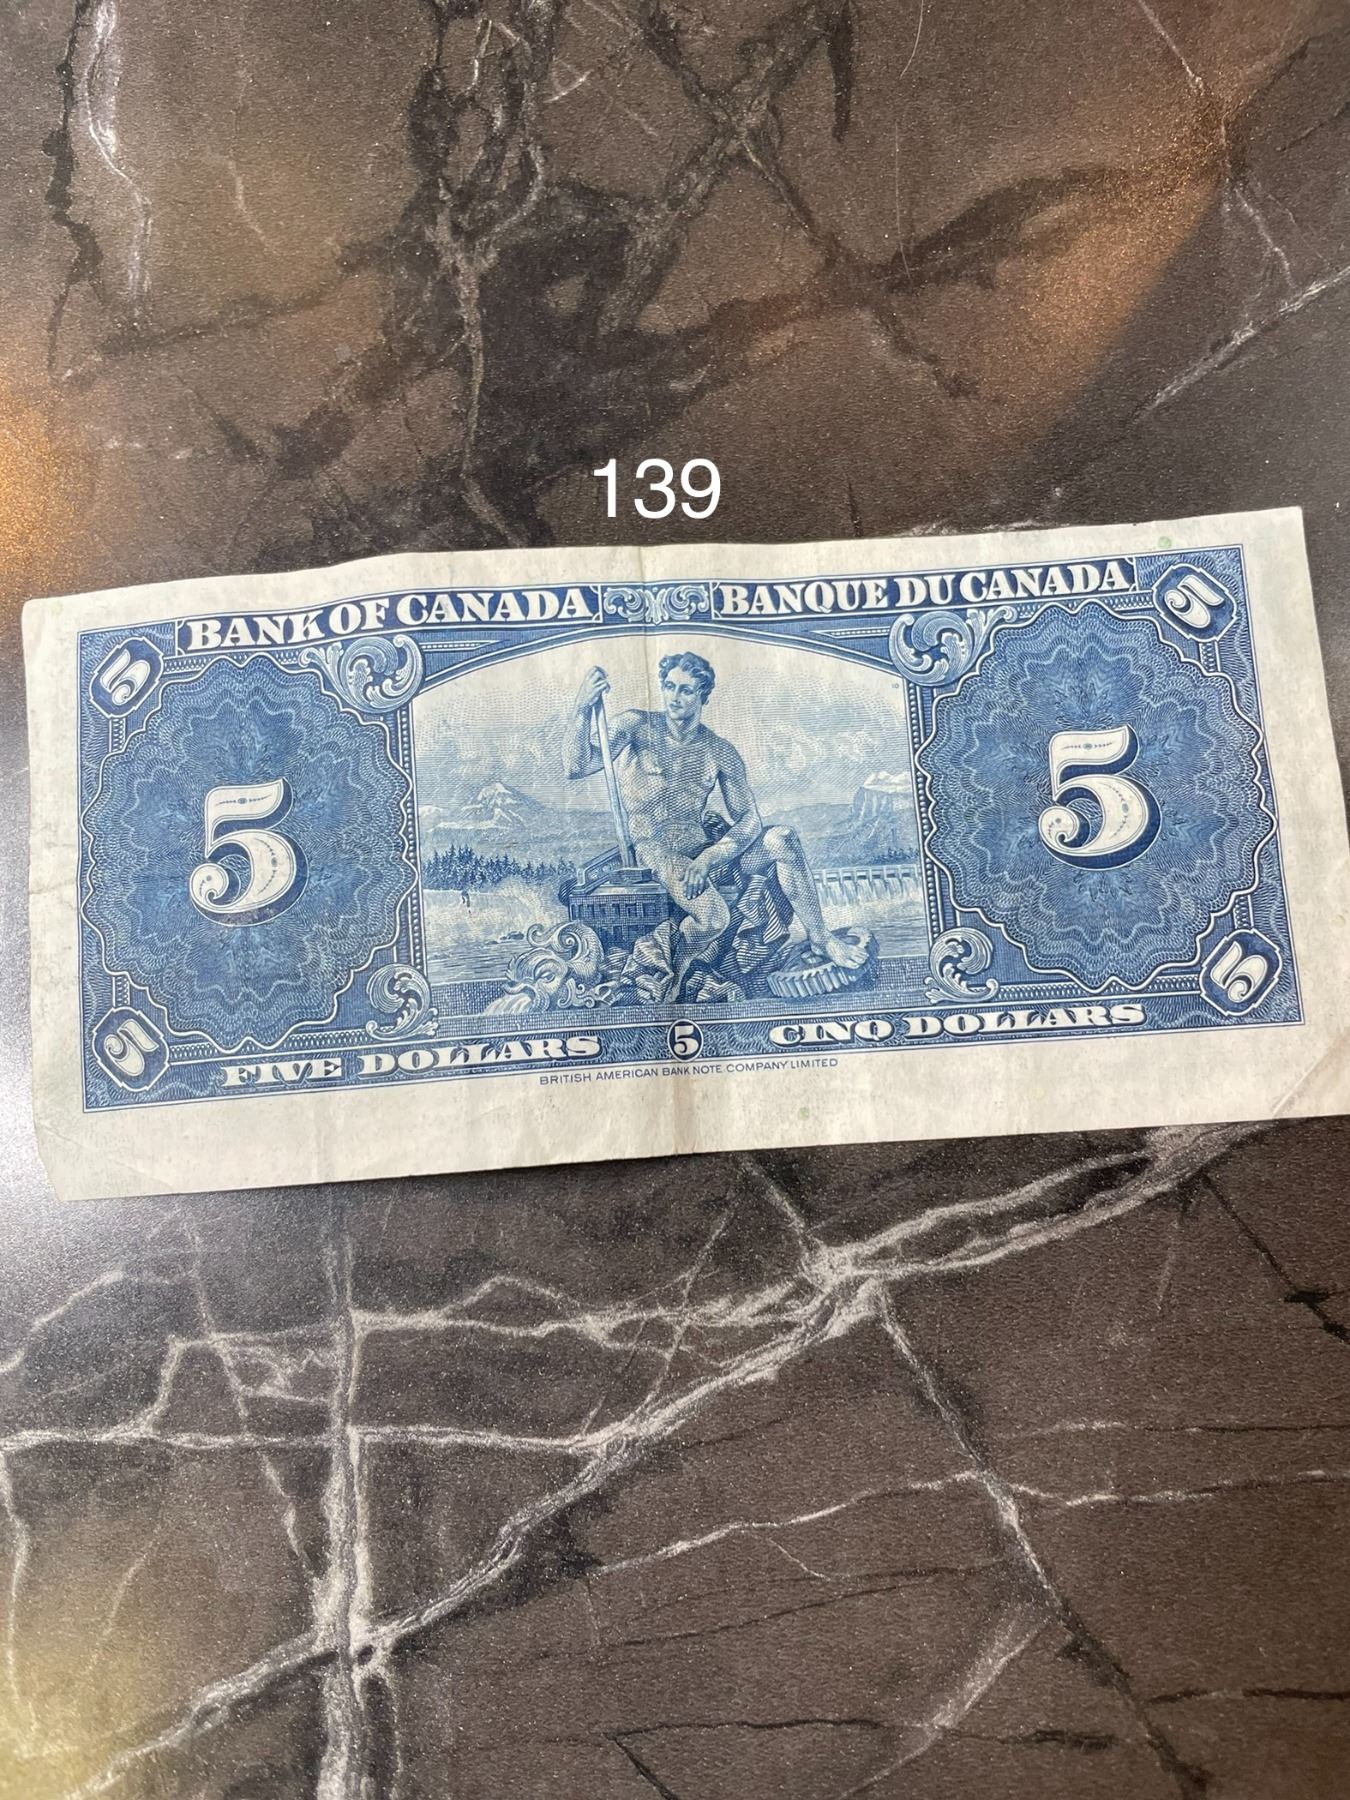 139
BANK OF CANADA BANQUE DU CANADA
5 5
10
5 5
5 5
FIVE DOLLARS 5 CINQ DOLLARS
BRITISH AMERICAN BANK NOTE COMPANY LIMITED